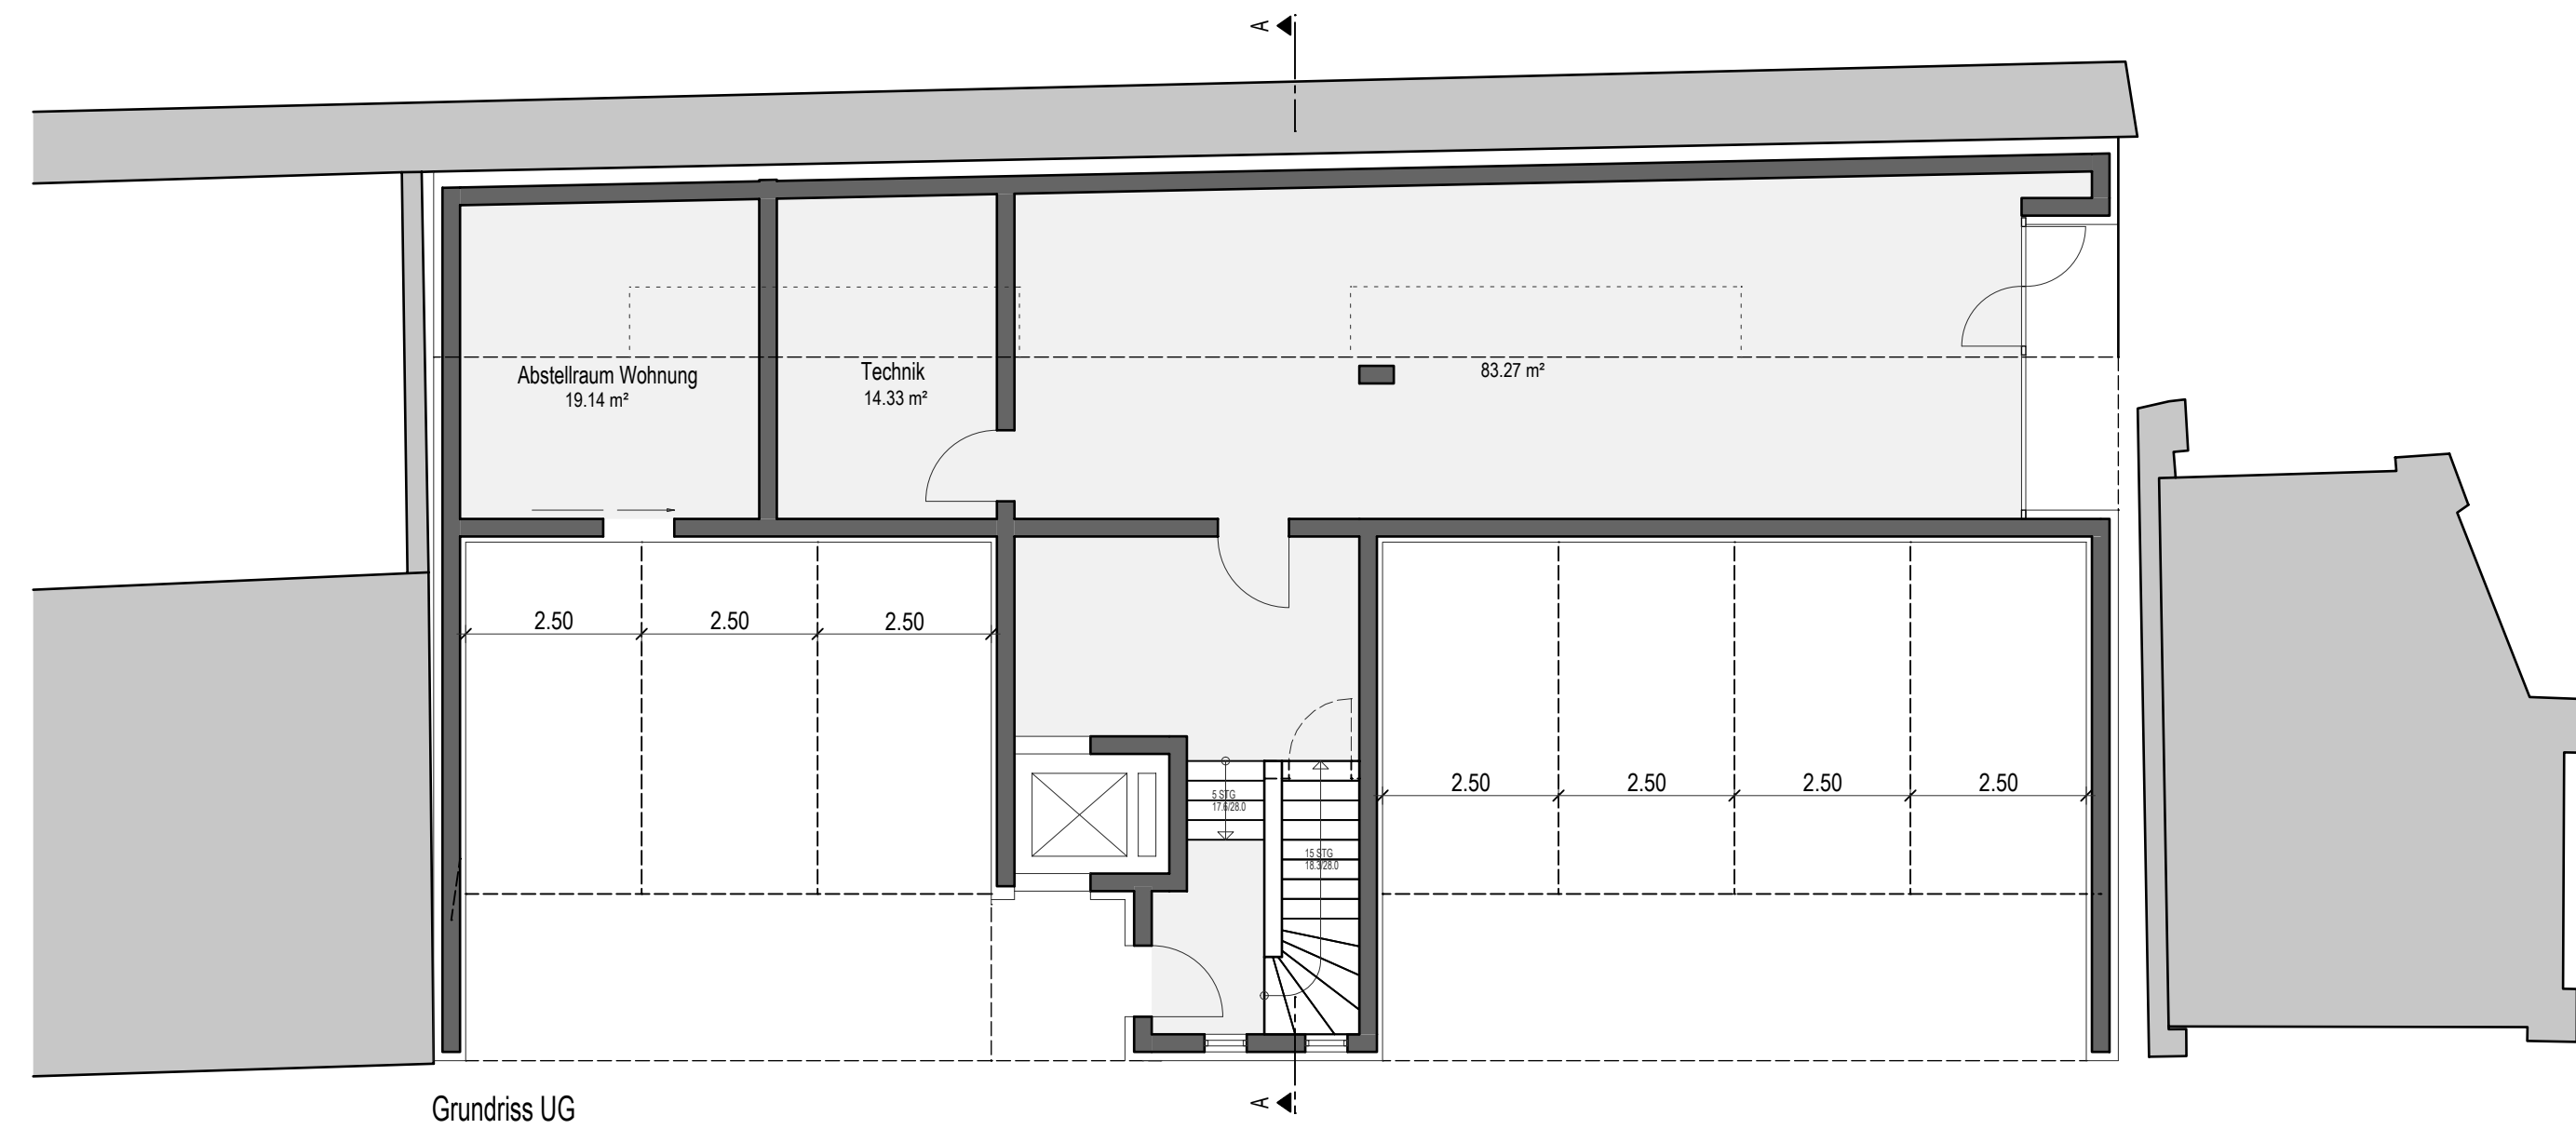 A
Abstellraum Wohnung
19.14 m²
Technik
14.33 m²
83.27 m²
2.50 2.50 2.50
2.50 2.50 2.50 2.50
5 STG
17.6/28.0
15 STG
18.3/28.0
A
Grundriss UG